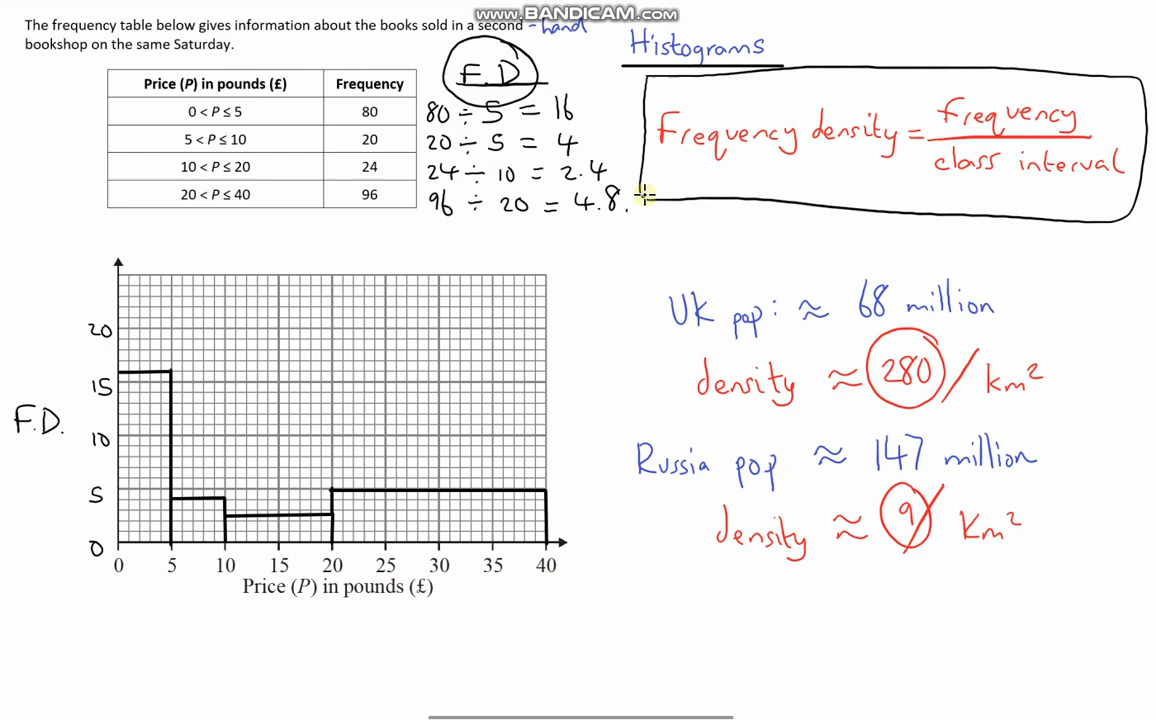 www.BANDICAM.com
The frequency table below gives information about the books sold in a second -hand
bookshop on the same Saturday.
Histograms
Price (P) in pounds (£) Frequency
0 < P ≤ 5 80
5 < P ≤ 10 20
10 < P ≤ 20 24
20 < P ≤ 40 96
F.D
80 ÷ 5 = 16
20 ÷ 5 = 4
24 ÷ 10 = 2.4
96 ÷ 20 = 4.8.
Frequency density = frequency
class interval
20
15
10
5
0
F.D.
0 5 10 15 20 25 30 35 40
Price (P) in pounds (£)
UK pop: ≈ 68 million
density ≈ 280 / km²
Russia pop ≈ 147 million
density ≈ 9/ km²